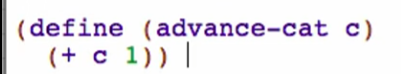 (define (advance-cat c)
  (+ c 1))